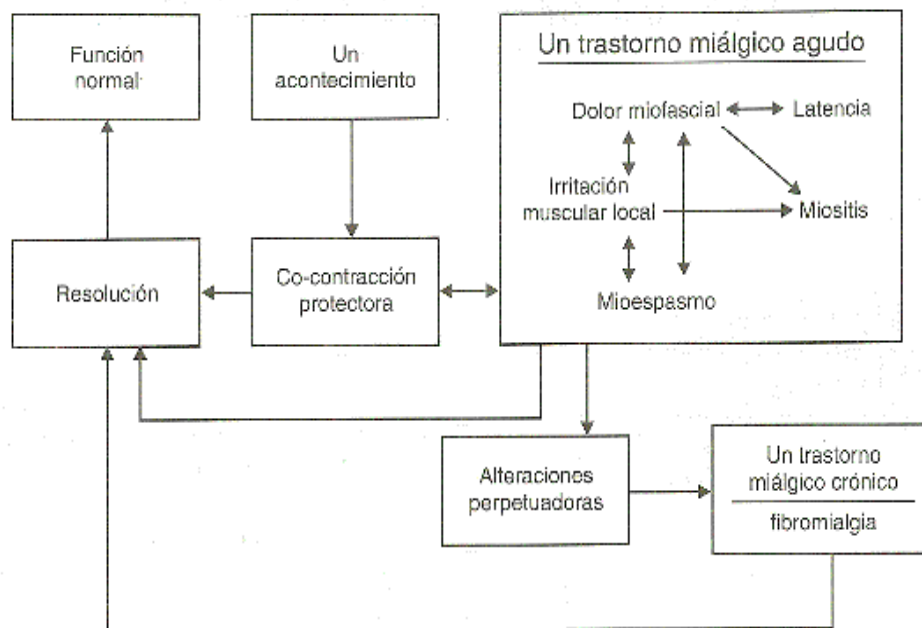 Función
normal
Un
acontecimiento
Un trastorno miálgico agudo
Dolor miofascial
Latencia
Irritación
muscular local
Miositis
Mioespasmo
Resolución
Co-contracción
protectora
Alteraciones
perpetuadoras
Un trastorno
miálgico crónico
fibromialgia